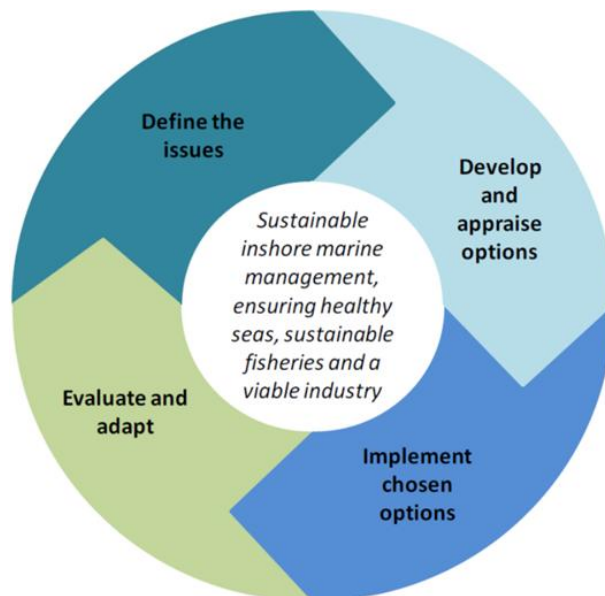 Define the
issues
Develop
and
appraise
options
Sustainable
inshore marine
management,
ensuring healthy
seas, sustainable
fisheries and a
viable industry
Evaluate and
adapt
Implement
chosen
options